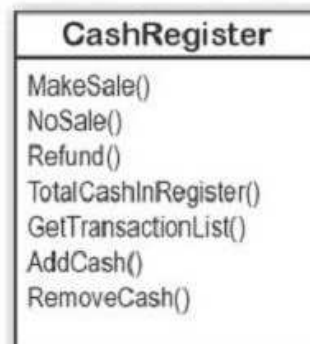 CashRegister
MakeSale()
NoSale()
Refund()
TotalCashInRegister()
GetTransactionList()
AddCash()
RemoveCash()